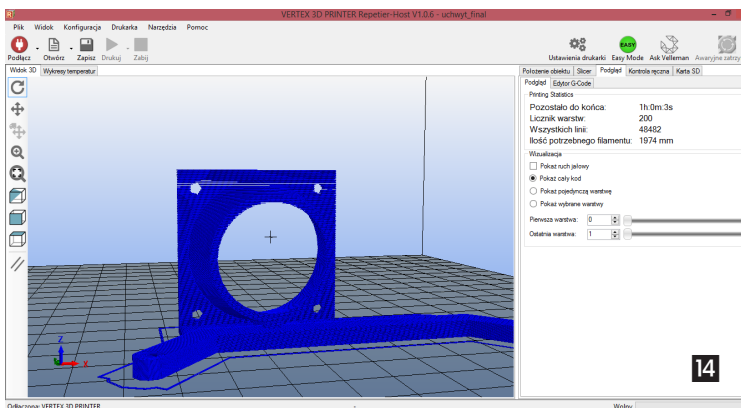 VERTEX 3D PRINTER Repetier-Host V1.0.6 - uchwyt_final
Plik Widok Konfiguracja Drukarka Narzędzia Pomoc
Podłącz Otwórz Zapisz Drukuj Zabij Ustawienia drukarki EASY Easy Mode Ask Velleman Awaryjne zatrzy
Widok 3D Wykresy temperatur
Położenie obiektu Slicer Podgląd Kontrola ręczna Karta SD
Podgląd Edytor G-Code
Printing Statistics
Pozostało do końca: 1h:0m:3s
Licznik warstw: 200
Wszystkich linii: 48482
Ilość potrzebnego filamentu: 1974 mm
Wizualizacja
Pokaż ruch jałowy
Pokaż cały kod
Pokaż pojedynczą warstwę
Pokaż wybrane warstwy
Pierwsza warstwa: 0
Ostatnia warstwa: 1
Z
X
14
Odłączona: VERTEX 3D PRINTER - Wolny